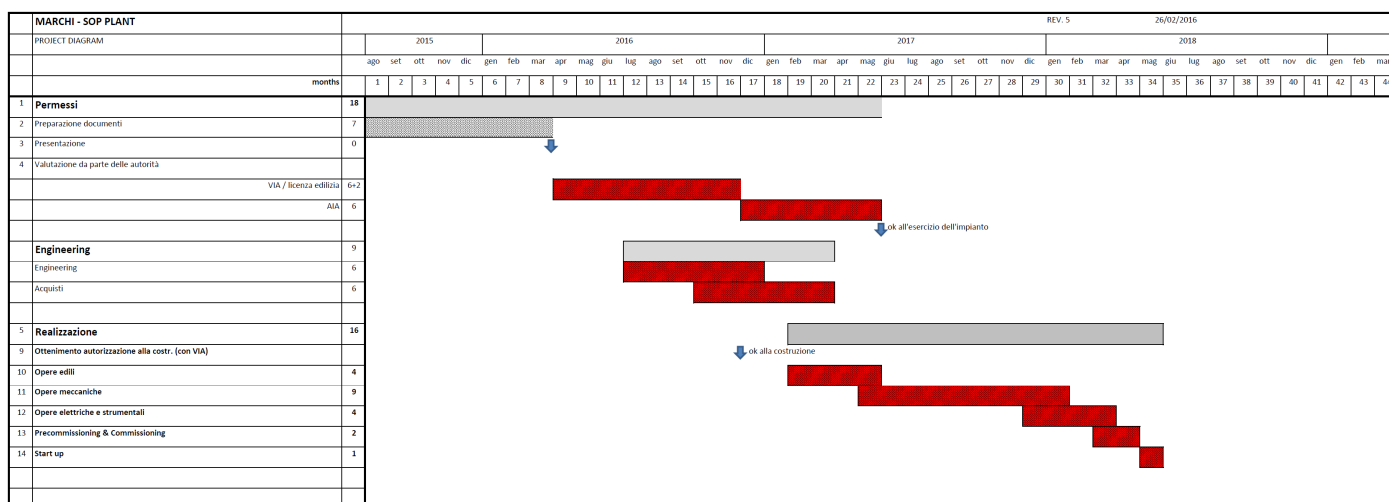 MARCHI - SOP PLANT REV. 5 26/02/2016
PROJECT DIAGRAM 2015 2016 2017 2018
ago set ott nov dic gen feb mar apr mag giu lug ago set ott nov dic gen feb mar apr mag giu lug ago set ott nov dic gen feb mar apr mag giu lug ago set ott nov dic gen feb mar
months 1 2 3 4 5 6 7 8 9 10 11 12 13 14 15 16 17 18 19 20 21 22 23 24 25 26 27 28 29 30 31 32 33 34 35 36 37 38 39 40 41 42 43 44
1 Permessi 18
2 Preparazione documenti 7
3 Presentazione 0
4 Valutazione da parte delle autorità
VIA / licenza edilizia 6+2
AIA 6
ok all'esercizio dell'impianto
Engineering 9
Engineering 6
Acquisti 6
5 Realizzazione 16
9 Ottenimento autorizzazione alla costr. (con VIA) ok alla costruzione
10 Opere edili 4
11 Opere meccaniche 9
12 Opere elettriche e strumentali 4
13 Precommissioning & Commissioning 2
14 Start up 1